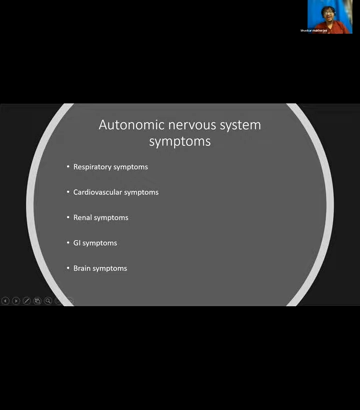 Autonomic nervous system
symptoms
• Respiratory symptoms
• Cardiovascular symptoms
• Renal symptoms
• GI symptoms
• Brain symptoms